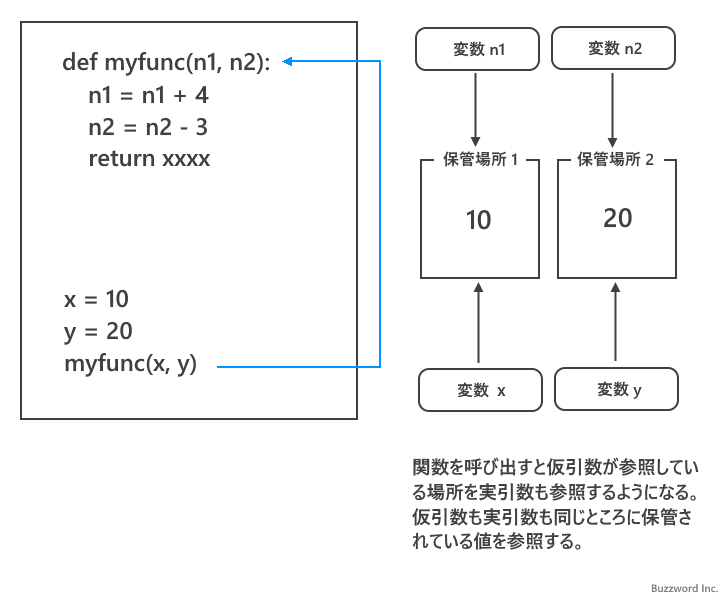 def myfunc(n1, n2):
n1 = n1 + 4
n2 = n2 - 3
return xxxx
x = 10
y = 20
myfunc(x, y)
変数 n1
変数 n2
保管場所 1
保管場所 2
10
20
変数 x
変数 y
関数を呼び出すと仮引数が参照してい
る場所を実引数も参照するようになる。
仮引数も実引数も同じところに保管さ
れている値を参照する。
Buzzword Inc.